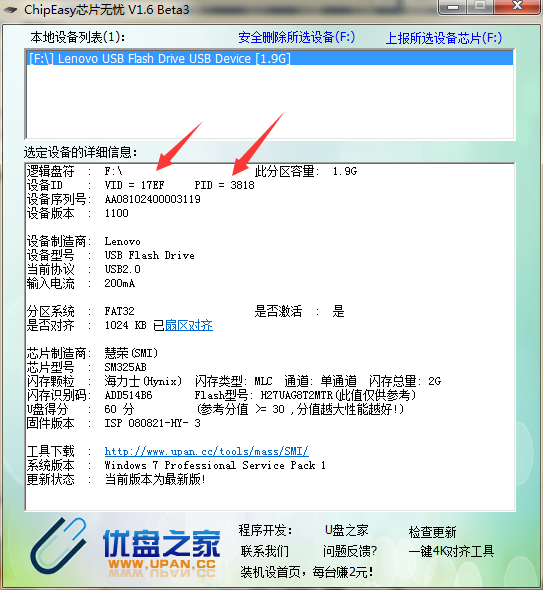 ChipEasy芯片无忧 V1.6 Beta3
本地设备列表(1): 安全删除所选设备(F:) 上报所选设备芯片(F:)
[F:\] Lenovo USB Flash Drive USB Device [1.9G]
选定设备的详细信息:
逻辑盘符 : F:\ 此分区容量: 1.9G
设备ID : VID = 17EF PID = 3818
设备序列号: AA08102400003119
设备版本 : 1100
设备制造商: Lenovo
设备型号 : USB Flash Drive
当前协议 : USB2.0
输入电流 : 200mA
分区系统 : FAT32 是否激活 : 是
是否对齐 : 1024 KB 已扇区对齐
芯片制造商: 慧荣(SMI)
芯片型号 : SM325AB
闪存颗粒 : 海力士(Hynix) 闪存类型: MLC 通道: 单通道 闪存总量: 2G
闪存识别码: ADD514B6 Flash型号: H27UAG8T2MTR(此值仅供参考)
U盘得分 : 60 分 (参考分值 >= 30 ,分值越大性能越好!)
固件版本 : ISP 080821-HY- 3
工具下载 : http://www.upan.cc/tools/mass/SMI/
系统版本 : Windows 7 Professional Service Pack 1
更新状态 : 当前版本为最新版!
优盘之家
WWW.UPAN.CC
程序开发: U盘之家 检查更新
联系我们 问题反馈? 一键4K对齐工具
装机设首页，每台赚2元!